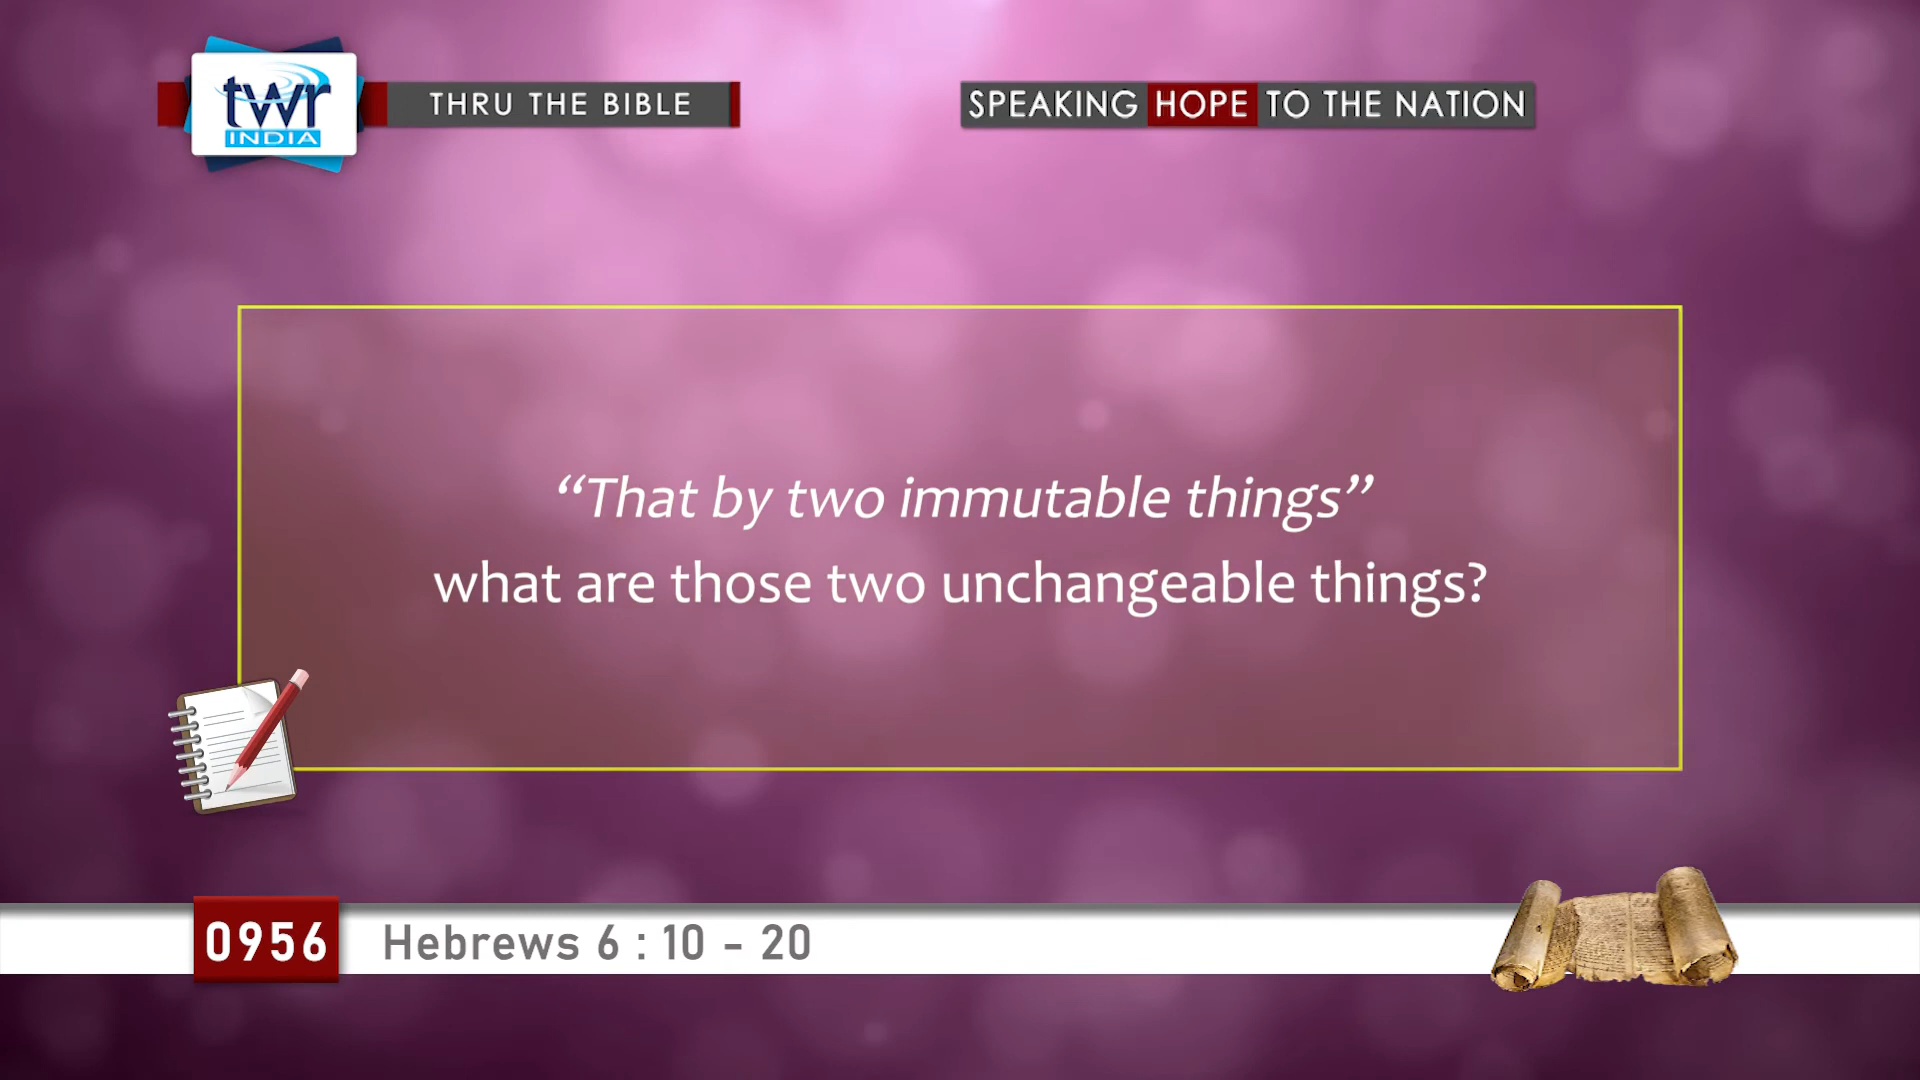 twr
INDIA
THRU THE BIBLE
SPEAKING HOPE TO THE NATION
“That by two immutable things”
what are those two unchangeable things?
0956
Hebrews 6 : 10 - 20